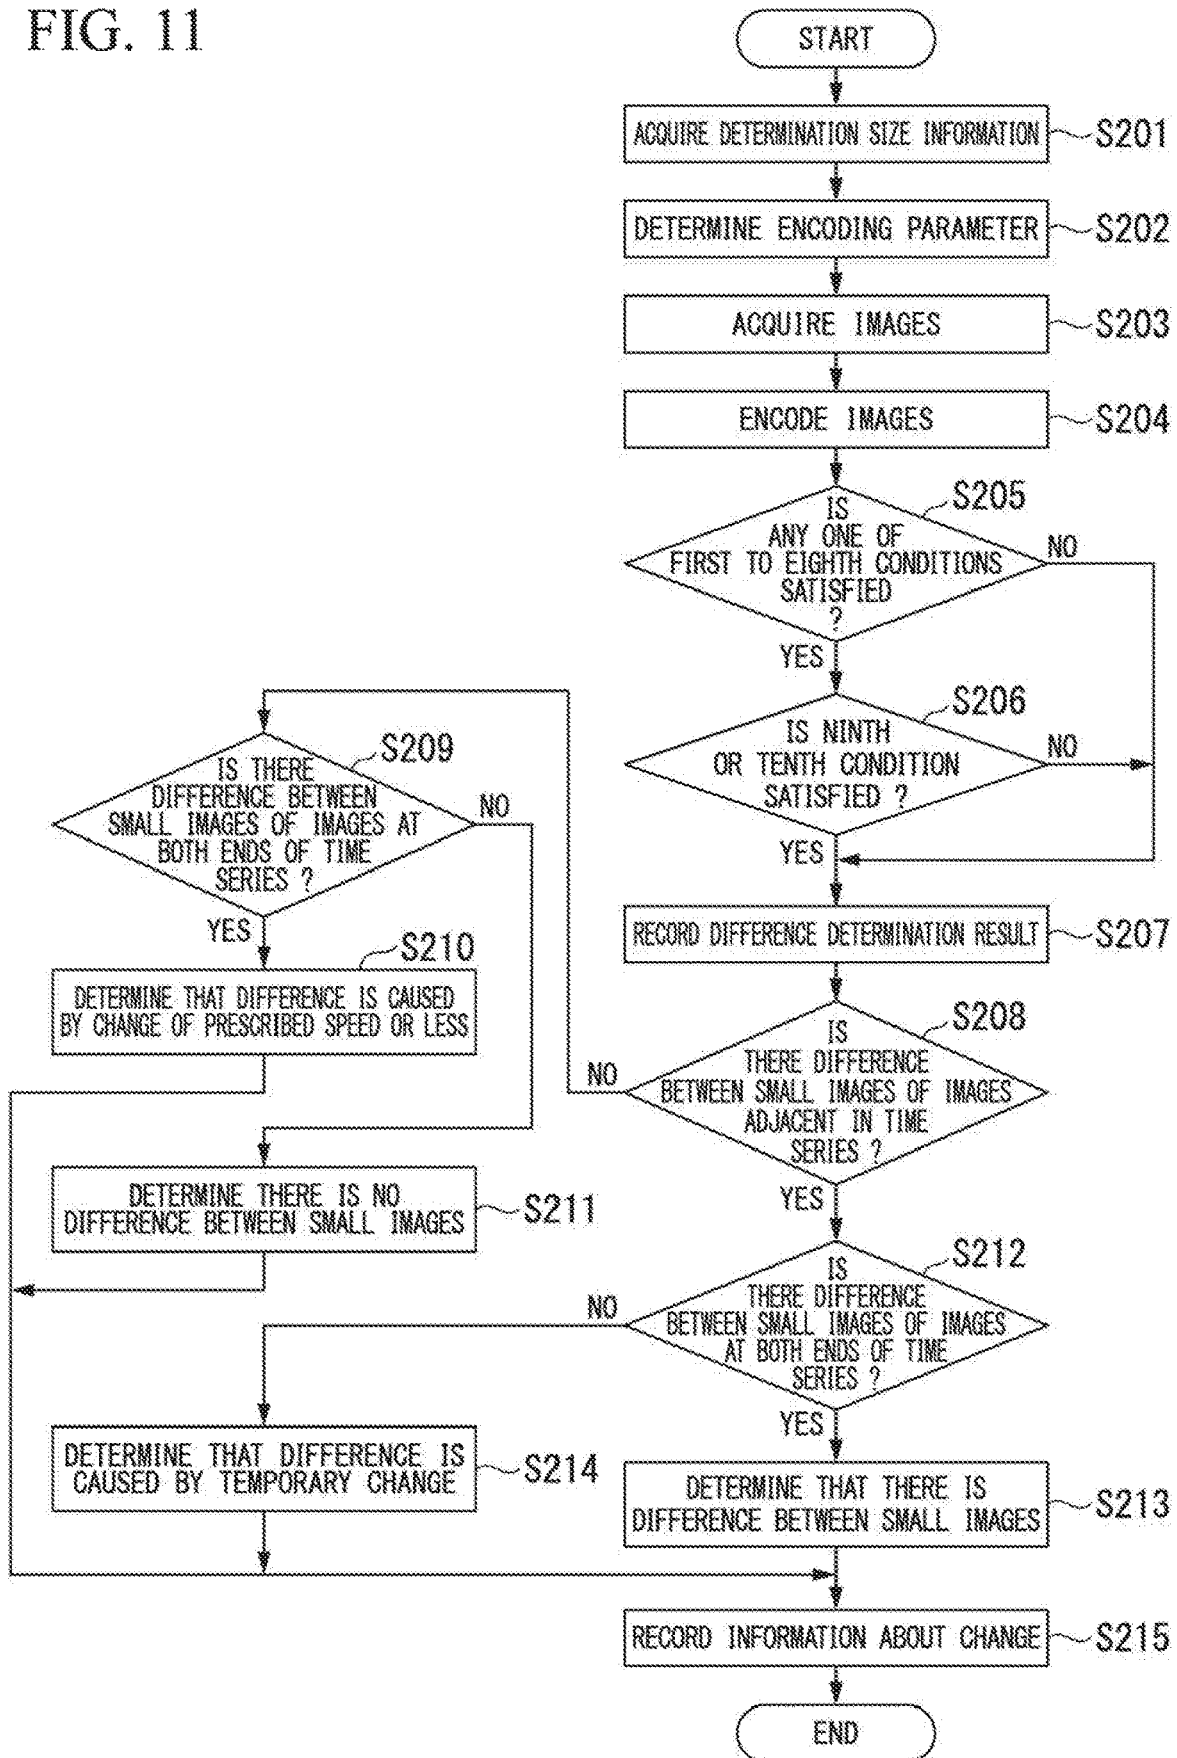 FIG. 11
START
ACQUIRE DETERMINATION SIZE INFORMATION
S201
DETERMINE ENCODING PARAMETER
S202
ACQUIRE IMAGES
S203
ENCODE IMAGES
S204
S205
IS
ANY ONE OF
FIRST TO EIGHTH CONDITIONS
SATISFIED
?
NO
YES
S206
IS NINTH
OR TENTH CONDITION
SATISFIED ?
NO
YES
RECORD DIFFERENCE DETERMINATION RESULT
S207
S208
IS
THERE DIFFERENCE
BETWEEN SMALL IMAGES OF IMAGES
ADJACENT IN TIME
SERIES ?
NO
YES
S209
IS THERE
DIFFERENCE BETWEEN
SMALL IMAGES OF IMAGES AT
BOTH ENDS OF TIME
SERIES ?
NO
YES
S210
DETERMINE THAT DIFFERENCE IS CAUSED
BY CHANGE OF PRESCRIBED SPEED OR LESS
DETERMINE THERE IS NO
DIFFERENCE BETWEEN SMALL IMAGES
S211
S212
IS
THERE DIFFERENCE
BETWEEN SMALL IMAGES OF IMAGES
AT BOTH ENDS OF TIME
SERIES ?
NO
YES
DETERMINE THAT THERE IS
DIFFERENCE BETWEEN SMALL IMAGES
S213
DETERMINE THAT DIFFERENCE IS
CAUSED BY TEMPORARY CHANGE
S214
RECORD INFORMATION ABOUT CHANGE
S215
END